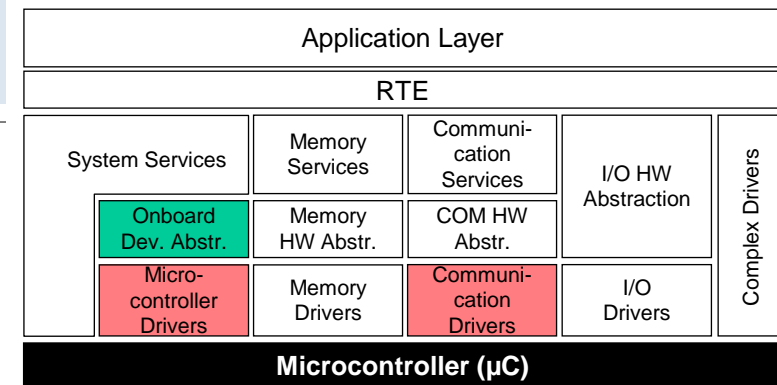 Application Layer
RTE
System Services
Memory
Services
Communi-
cation
Services
I/O HW
Abstraction
Complex Drivers
Onboard
Dev. Abstr.
Memory
HW Abstr.
COM HW
Abstr.
Micro-
controller
Drivers
Memory
Drivers
Communi-
cation
Drivers
I/O
Drivers
Microcontroller (µC)